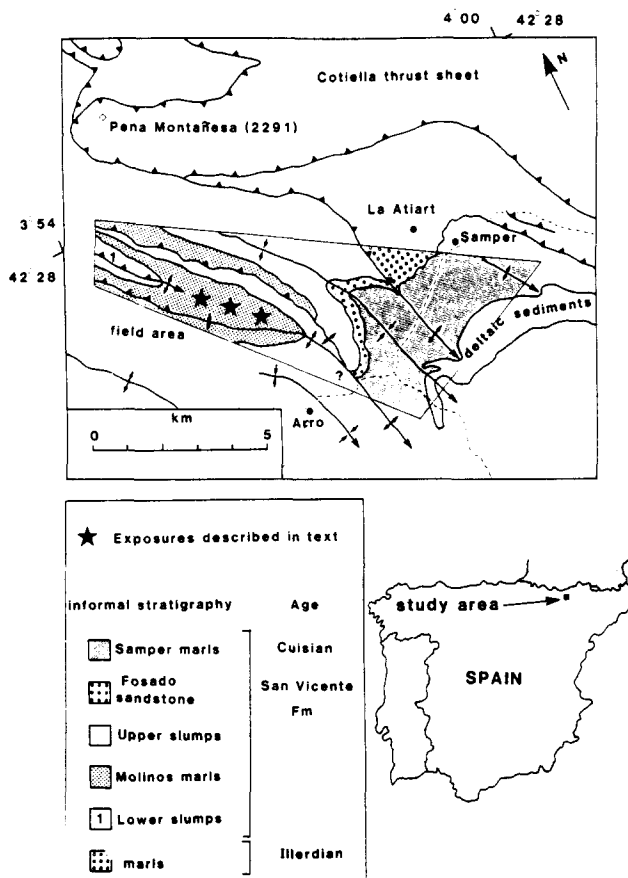 4° 00
42° 28
N
Cotiella thrust sheet
Pena Montañesa (2291)
La Atiart
Samper
3° 54
42° 28
1
field area
deltaic sediments
?
Arro
km
0 5
Exposures described in text
informal stratigraphy Age
Samper marls Cuisian
Fosado sandstone San Vicente Fm
Upper slumps
Molinos marls
1 Lower slumps
marls Illerdian
study area
SPAIN